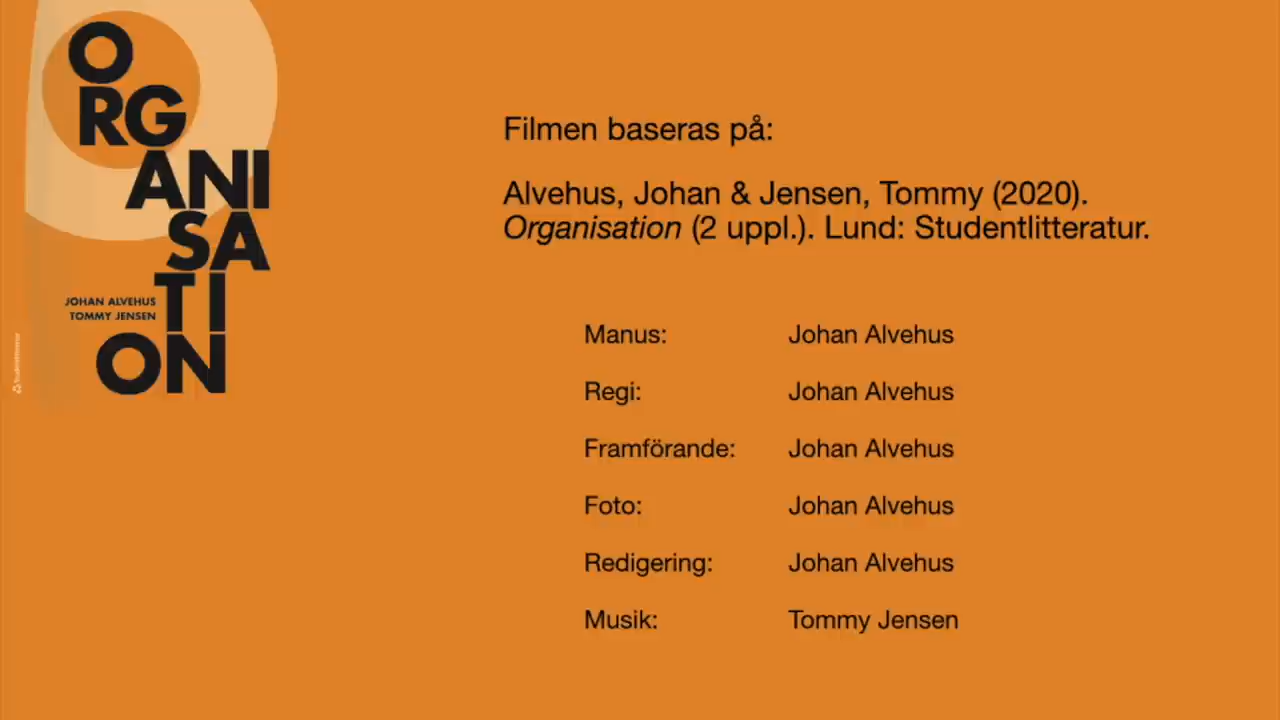 O
RG
ANI
SA
TI
JOHAN ALVEHUS
TOMMY JENSEN
ON
Filmen baseras på:
Alvehus, Johan & Jensen, Tommy (2020).
Organisation (2 uppl.). Lund: Studentlitteratur.
Manus: Johan Alvehus
Regi: Johan Alvehus
Framförande: Johan Alvehus
Foto: Johan Alvehus
Redigering: Johan Alvehus
Musik: Tommy Jensen